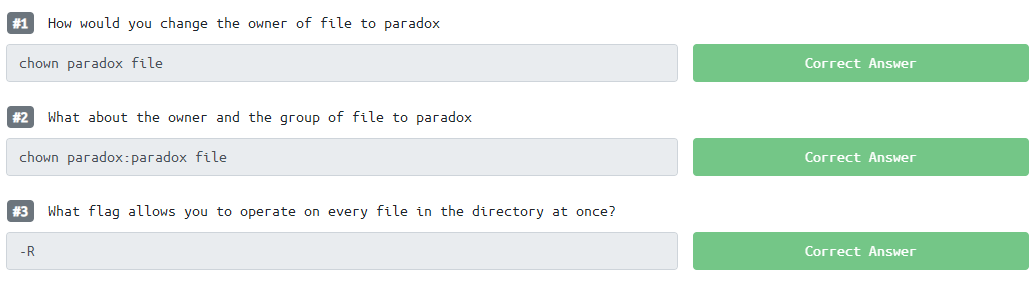 #1 How would you change the owner of file to paradox
chown paradox file
Correct Answer
#2 What about the owner and the group of file to paradox
chown paradox:paradox file
Correct Answer
#3 What flag allows you to operate on every file in the directory at once?
-R
Correct Answer